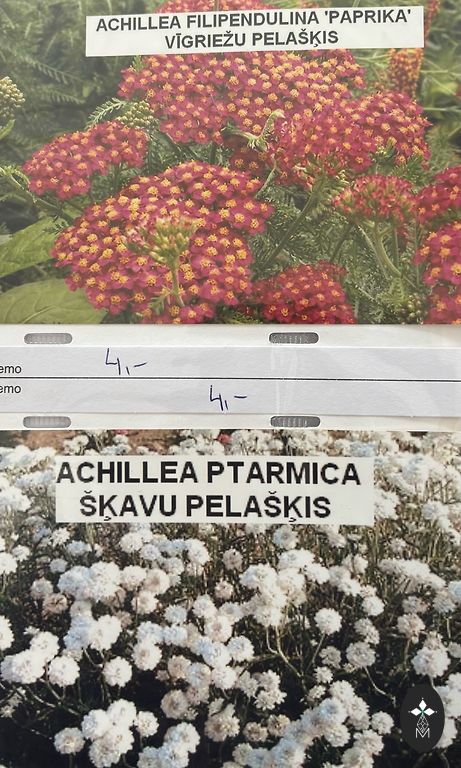 ACHILLEA FILIPENDULINA 'PAPRIKA'
VĪGRIEŽU PELAŠĶIS
emo 4,-
emo 4,-
ACHILLEA PTARMICA
ŠĶAVU PELAŠĶIS